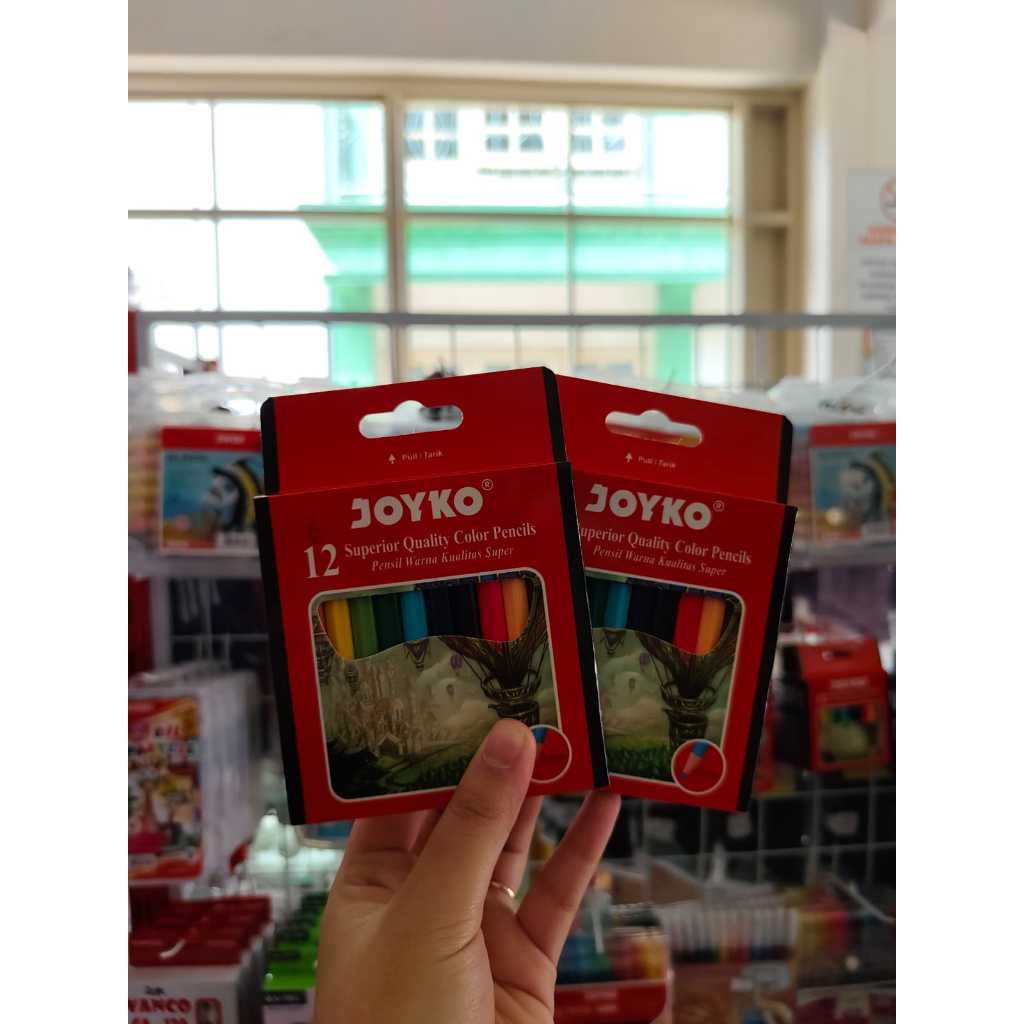 Pull / Tarik
JOYKO®
12 Superior Quality Color Pencils
Pensil Warna Kualitas Super
Pull / Tarik
JOYKO®
Superior Quality Color Pencils
Pensil Warna Kualitas Super
JOYKO